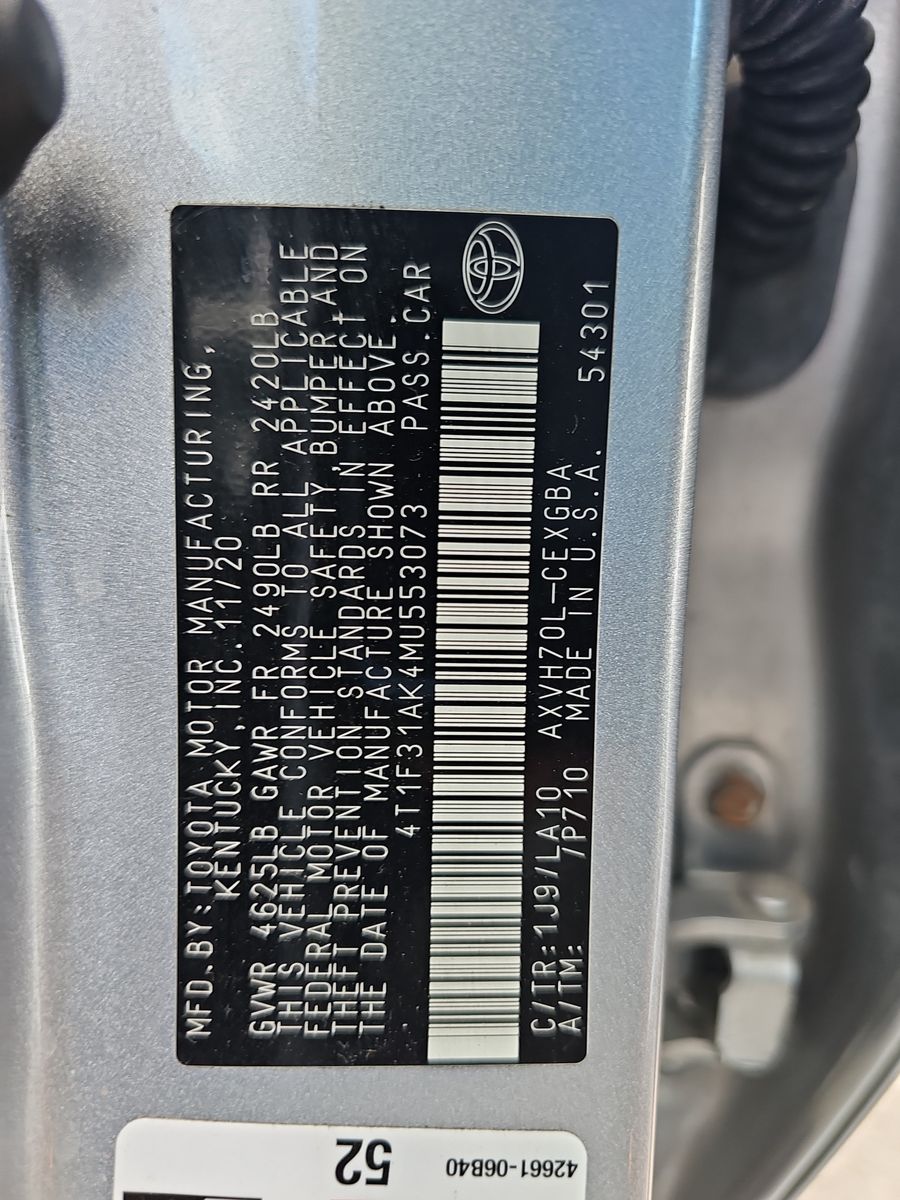 MFD.BY:TOYOTA MOTOR MANUFACTURING,
KENTUCKY,INC. 11/20
GVWR 4625LB GAWR FR 2490LB RR 2420LB
THIS VEHICLE CONFORMS TO ALL APPLICABLE
FEDERAL MOTOR VEHICLE SAFETY,BUMPER,AND
THEFT PREVENTION STANDARDS IN EFFECT ON
THE DATE OF MANUFACTURE SHOWN ABOVE.
4T1F31AK4MU553073 PASS.CAR
C/TR:1J9/LA10 AXVH70L-CEXGBA 54301
A/TM: /P710 MADE IN U.S.A.
52
42661-06B40